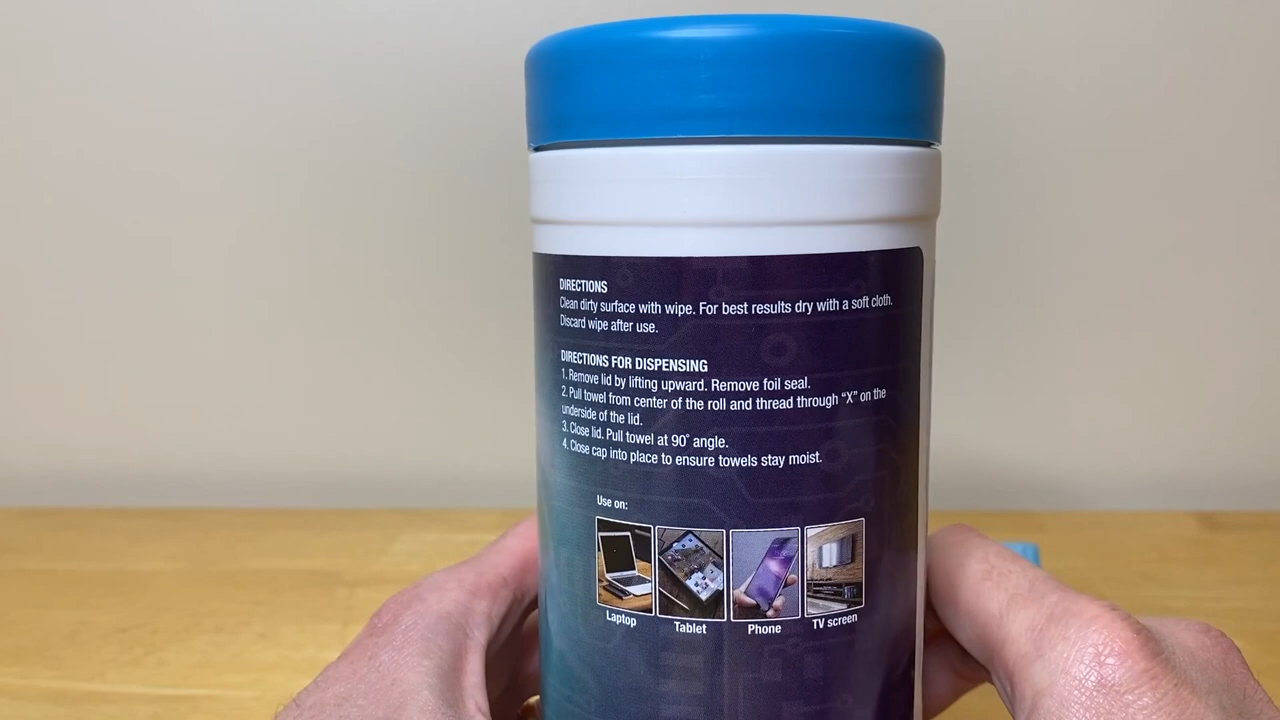 DIRECTIONS
Clean dirty surface with wipe. For best results dry with a soft cloth.
Discard wipe after use.
DIRECTIONS FOR DISPENSING
1. Remove lid by lifting upward. Remove foil seal.
2. Pull towel from center of the roll and thread through “X” on the
underside of the lid.
3. Close lid. Pull towel at 90° angle.
4. Close cap into place to ensure towels stay moist.
Use on:
Laptop
Tablet
Phone
TV screen